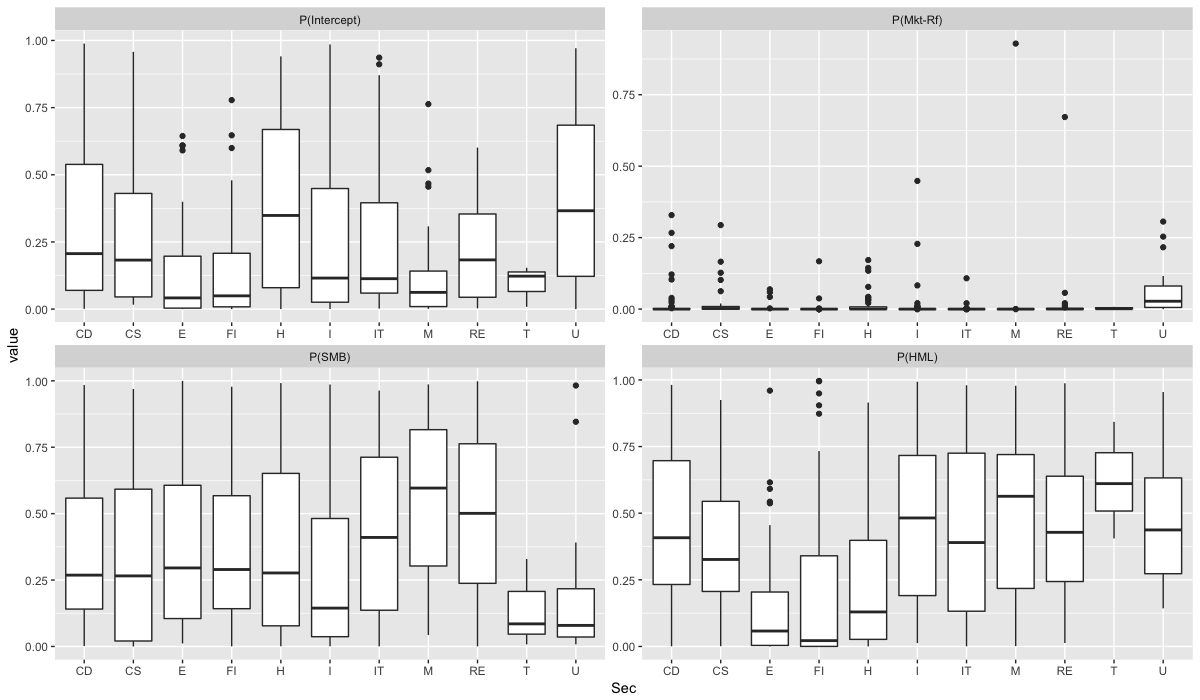 P(Intercept)
P(Mkt-Rf)
1.00
0.75
0.50
0.25
0.00
0.75
0.50
0.25
0.00
CD CS E FI H I IT M RE T U
CD CS E FI H I IT M RE T U
value
P(SMB)
P(HML)
1.00
0.75
0.50
0.25
0.00
1.00
0.75
0.50
0.25
0.00
CD CS E FI H I IT M RE T U
CD CS E FI H I IT M RE T U
Sec